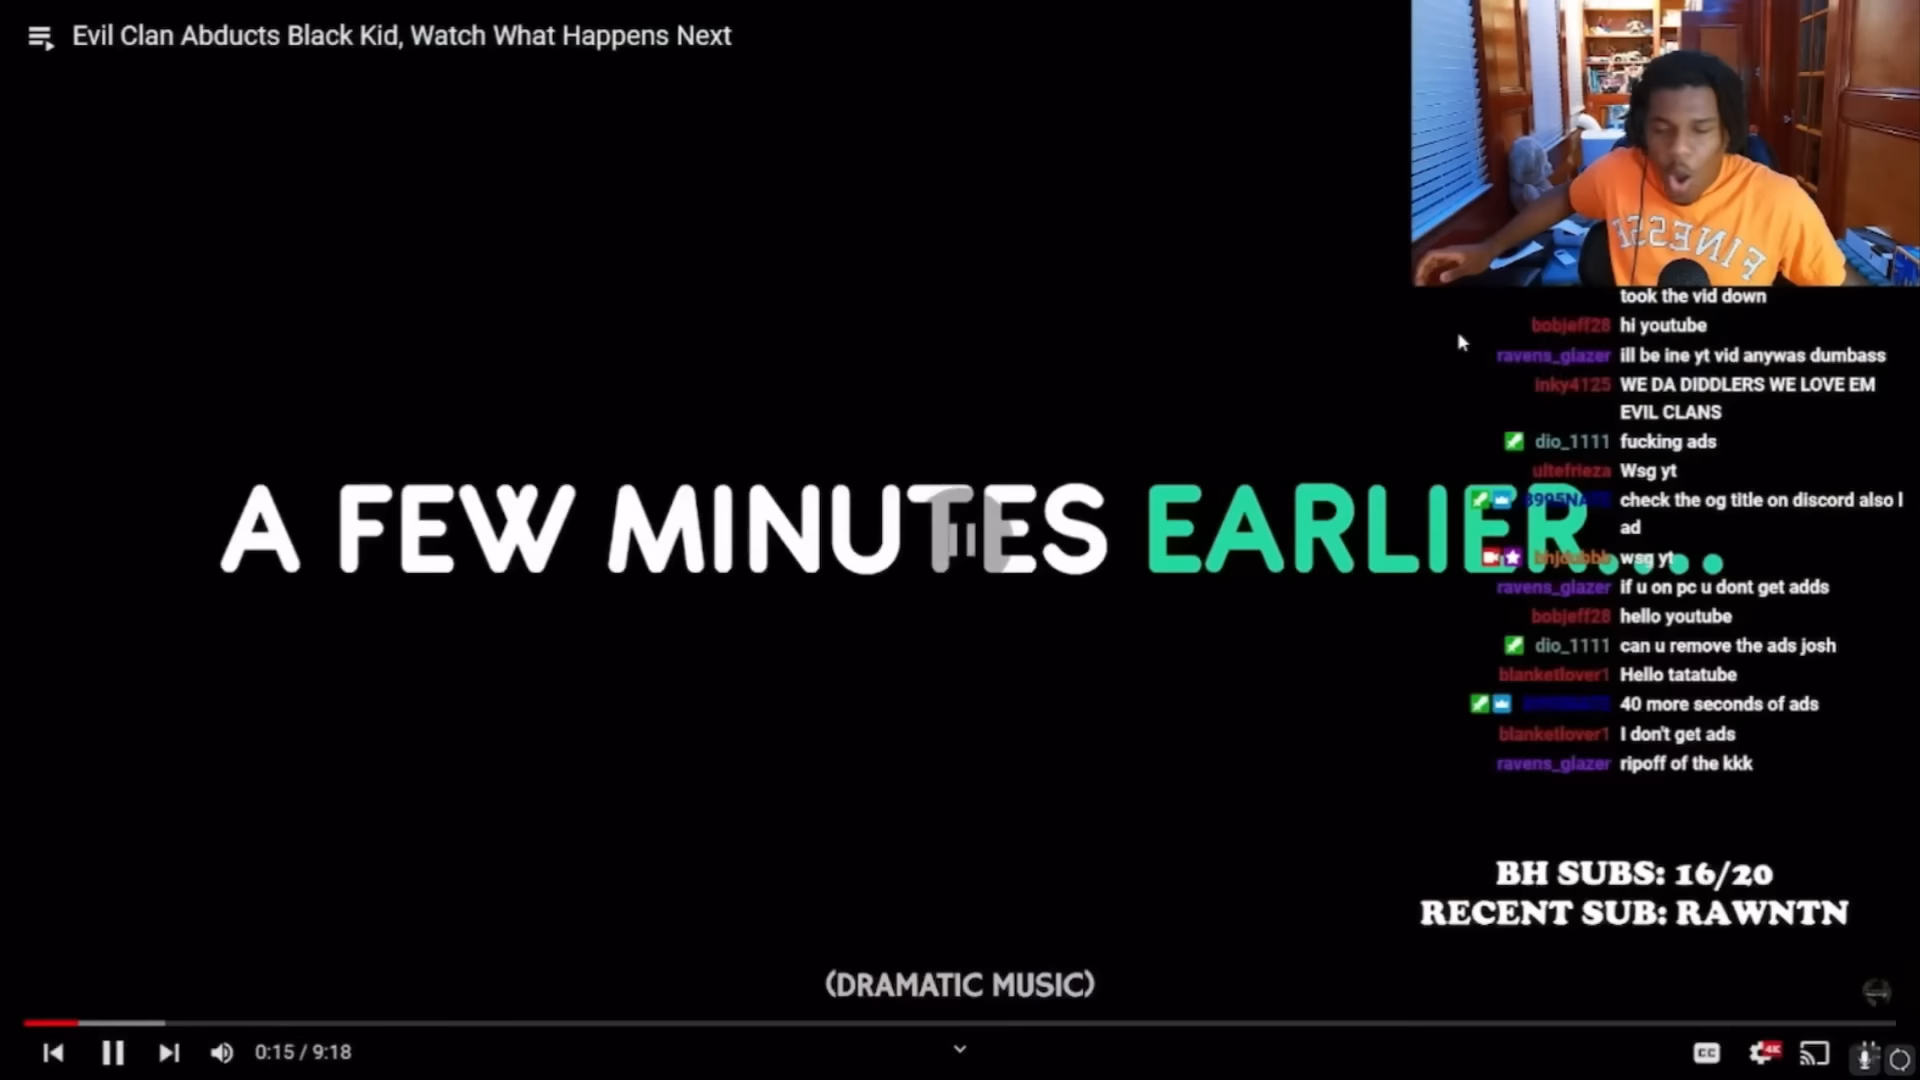 Evil Clan Abducts Black Kid, Watch What Happens Next
FINESSE
took the vid down
bobjeff28 hi youtube
ravens_glazer ill be ine yt vid anywas dumbass
inky4125 WE DA DIDDLERS WE LOVE EM
EVIL CLANS
dio_1111 fucking ads
ultefrieza Wsg yt
check the og title on discord also I
ad
A FEW MINUTES EARLIER....
wsg yt
ravens_glazer if u on pc u dont get adds
bobjeff28 hello youtube
dio_1111 can u remove the ads josh
blanketlover1 Hello tatatube
40 more seconds of ads
blanketlover1 I don't get ads
ravens_glazer ripoff of the kkk
BH SUBS: 16/20
RECENT SUB: RAWNTN
(DRAMATIC MUSIC)
0:15 / 9:18
CC
4K